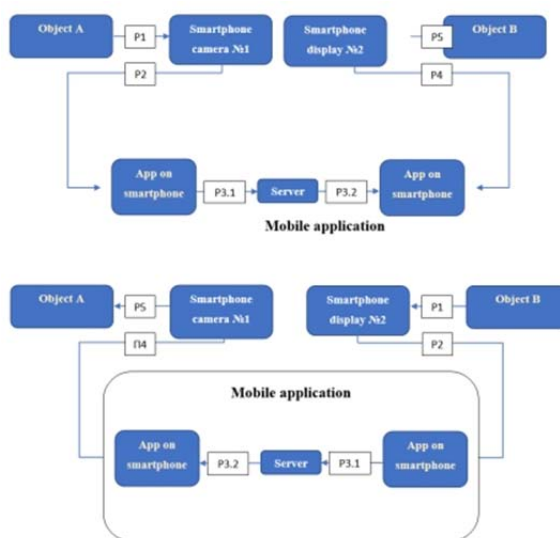 Object A
P1
Smartphone
camera №1
Smartphone
display №2
P5
Object B
P2
P4
App on
smartphone
P3.1
Server
P3.2
App on
smartphone
Mobile application
Object A
P5
Smartphone
camera №1
Smartphone
display №2
P1
Object B
П4
P2
Mobile application
App on
smartphone
P3.2
Server
P3.1
App on
smartphone